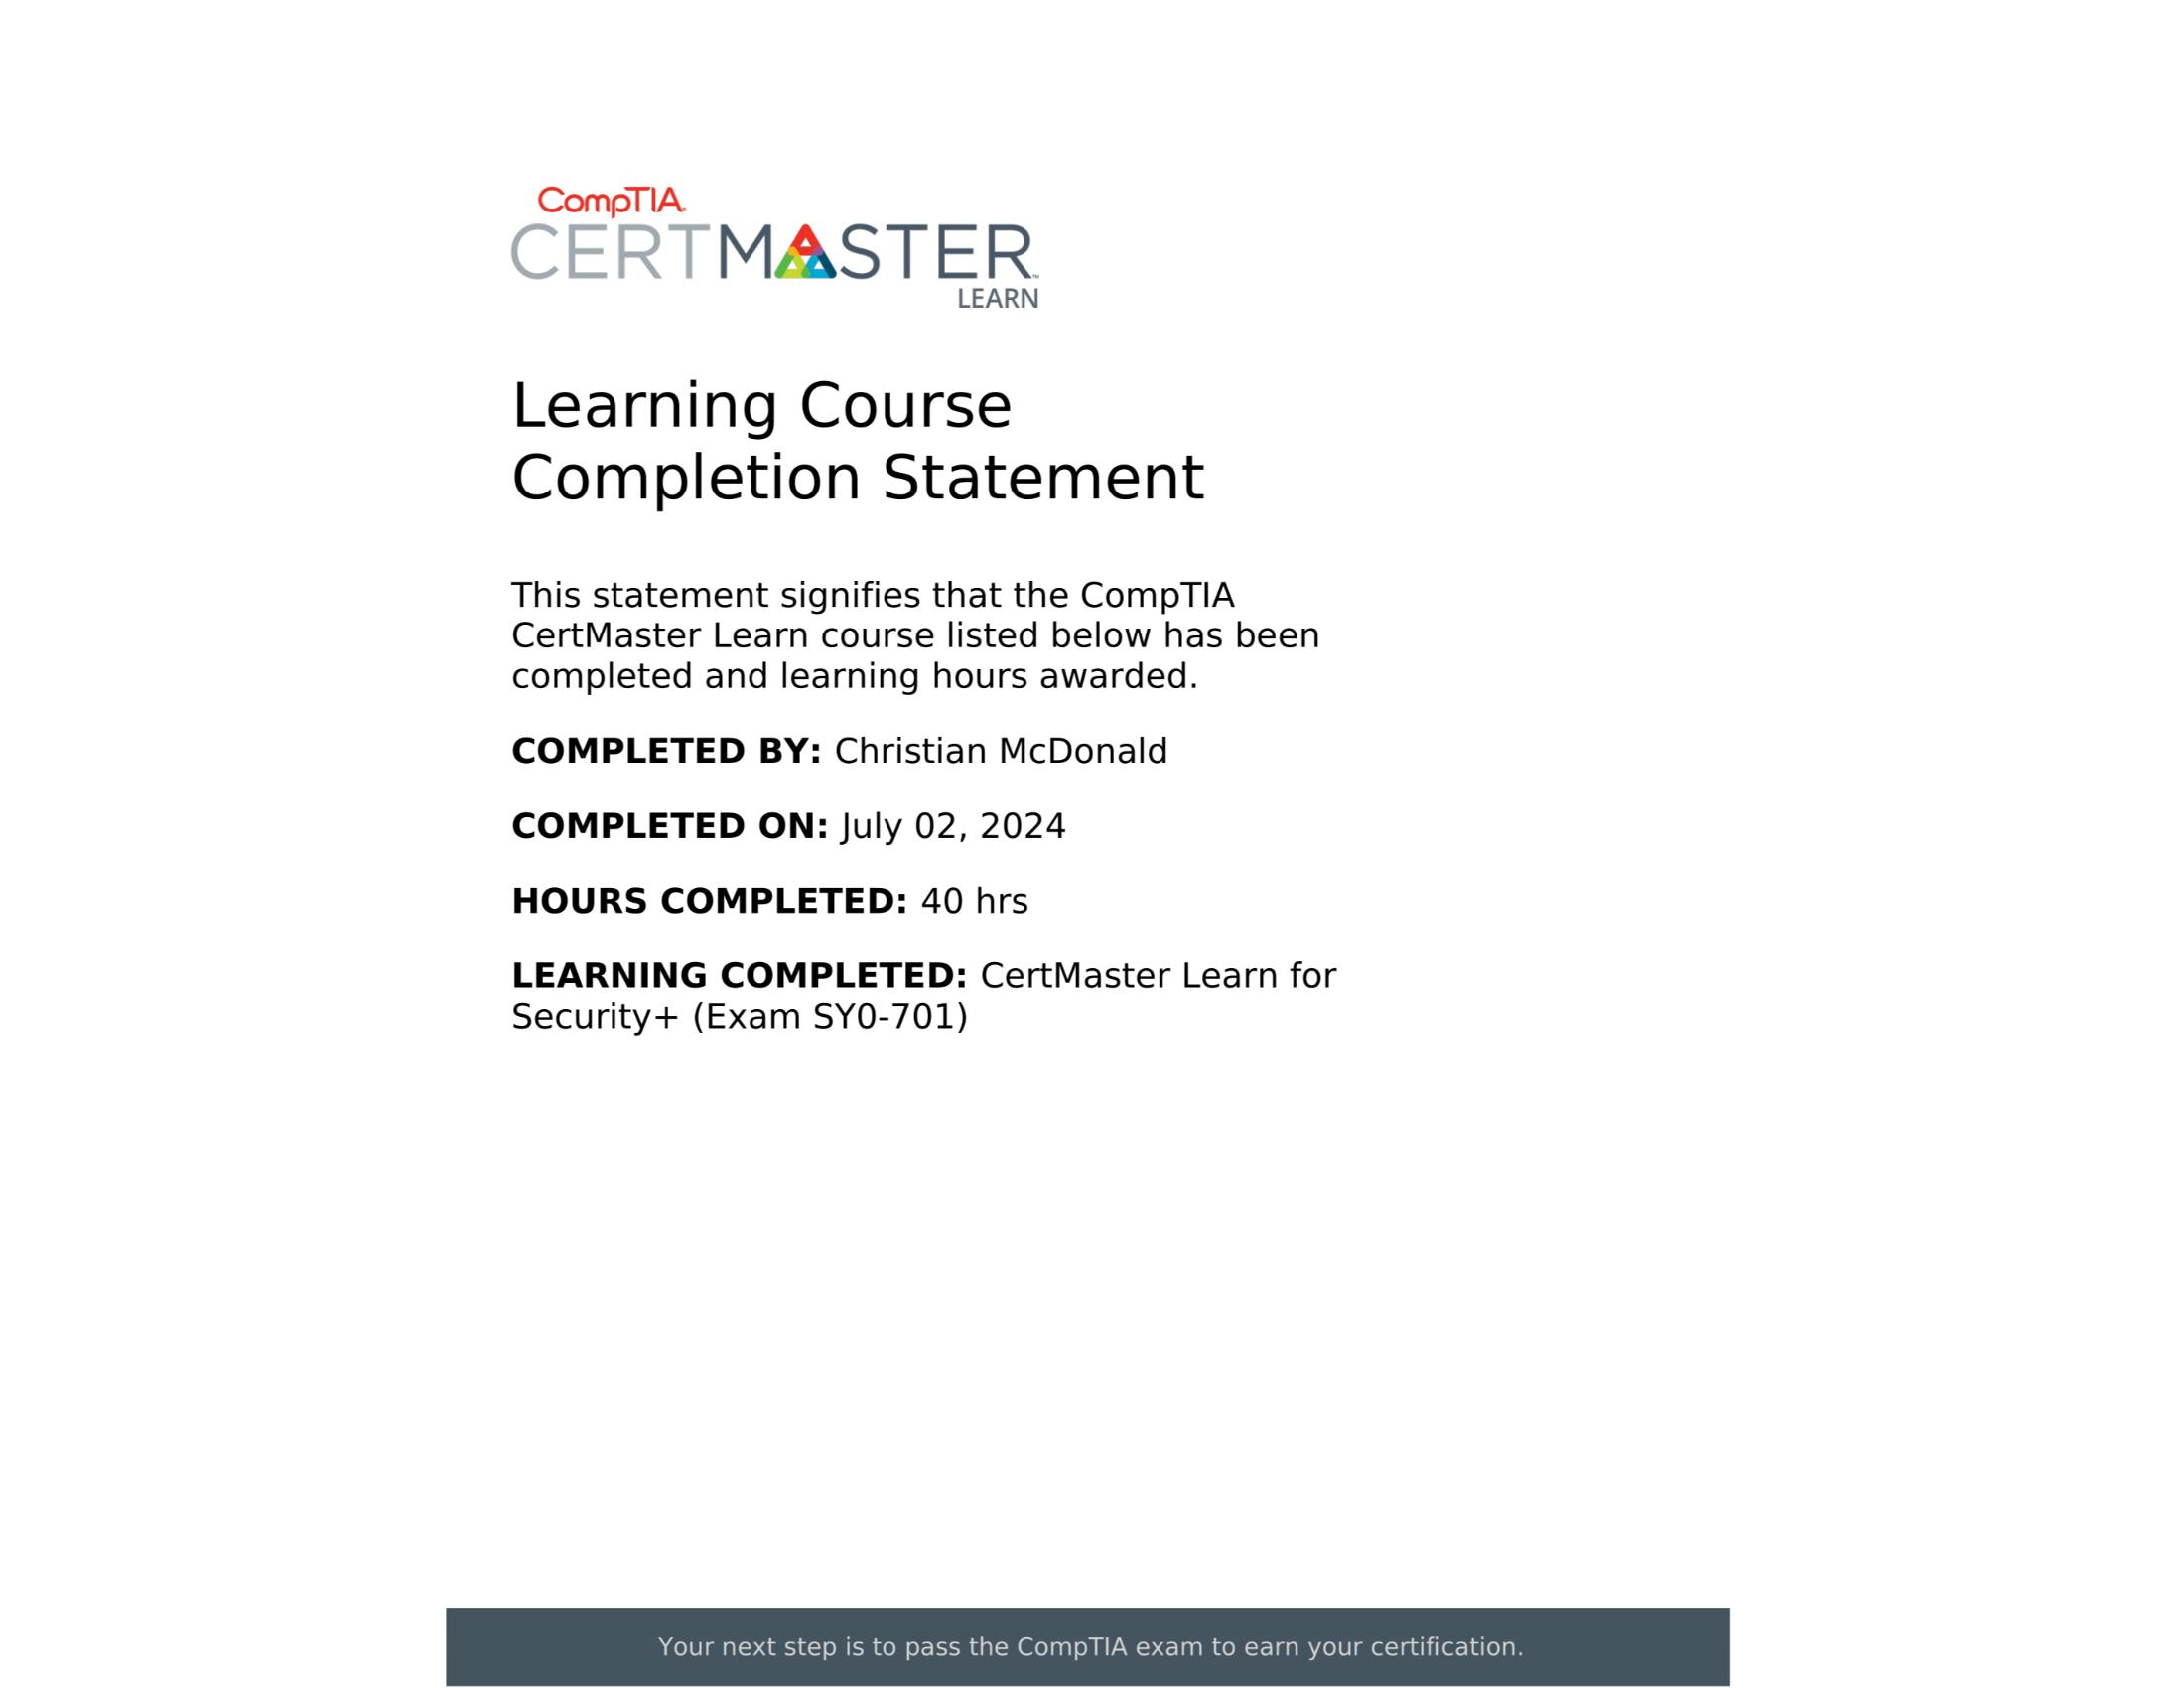 CompTIA.
CERTMASTER™
LEARN
Learning Course
Completion Statement
This statement signifies that the CompTIA
CertMaster Learn course listed below has been
completed and learning hours awarded.
COMPLETED BY: Christian McDonald
COMPLETED ON: July 02, 2024
HOURS COMPLETED: 40 hrs
LEARNING COMPLETED: CertMaster Learn for
Security+ (Exam SY0-701)
Your next step is to pass the CompTIA exam to earn your certification.